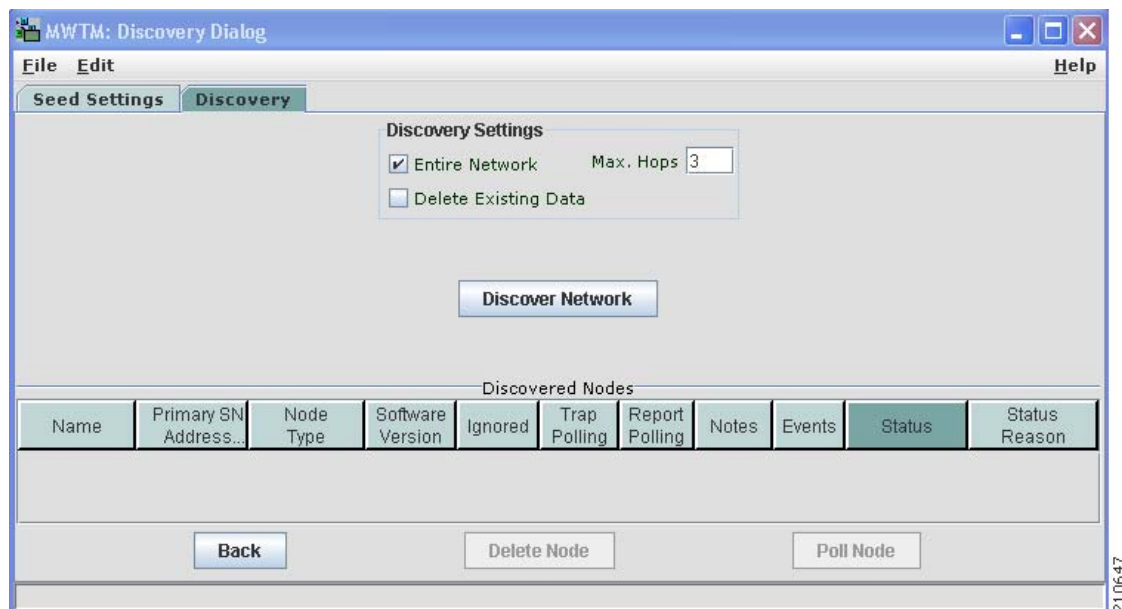 MWTM: Discovery Dialog
File Edit Help
Seed Settings Discovery
Discovery Settings
Entire Network Max. Hops 3
Delete Existing Data
Discover Network
Discovered Nodes
Name Primary SN Address... Node Type Software Version Ignored Trap Polling Report Polling Notes Events Status Status Reason
Back Delete Node Poll Node
210647